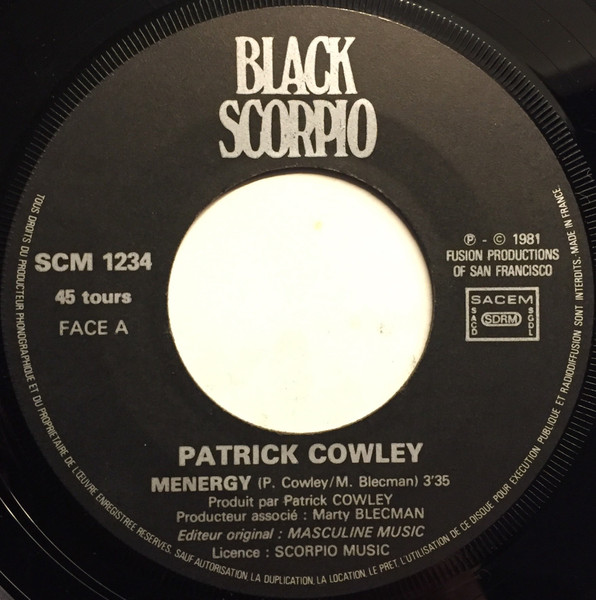 BLACK
SCORPIO
SCM 1234
45 tours
FACE A
℗ - © 1981
FUSION PRODUCTIONS
OF SAN FRANCISCO
SACEM
SACD
SDRM
SGDL
PATRICK COWLEY
MENERGY (P. Cowley/M. Blecman) 3'35
Produit par Patrick COWLEY
Producteur associé : Marty BLECMAN
Editeur original : MASCULINE MUSIC
Licence : SCORPIO MUSIC
TOUS DROITS DU PRODUCTEUR PHONOGRAPHIQUE ET DU PROPRIETAIRE DE L'ŒUVRE ENREGISTREE RESERVES. SAUF AUTORISATION, LA DUPLICATION, LA LOCATION, LE PRET, L'UTILISATION DE CE DISQUE POUR EXECUTION PUBLIQUE ET RADIODIFFUSION SONT INTERDITS. MADE IN FRANCE.